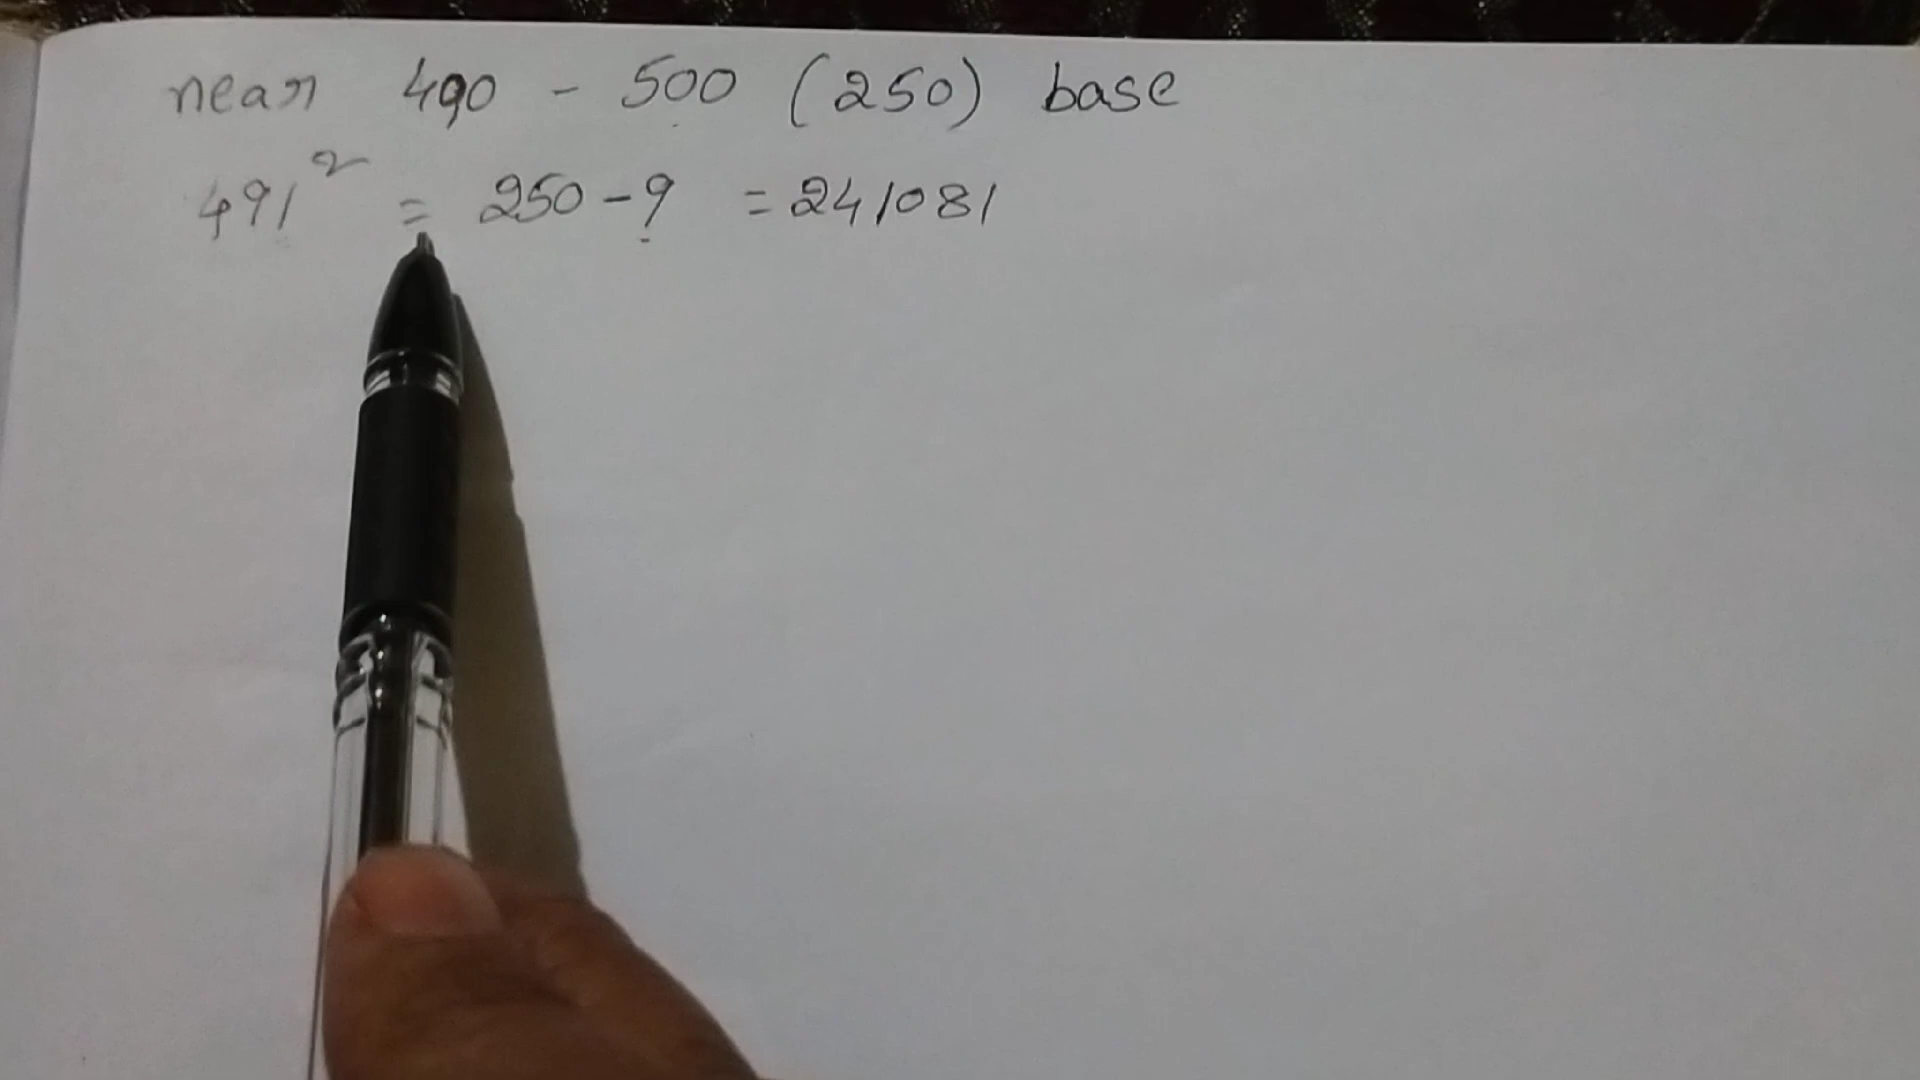 near 490 - 500 (250) base
491² = 250 - 9 = 241081